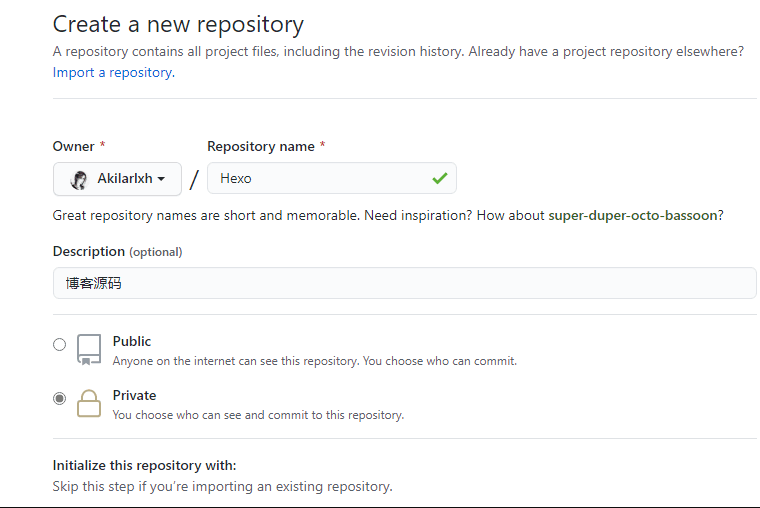 Create a new repository
A repository contains all project files, including the revision history. Already have a project repository elsewhere?
Import a repository.
Owner * Repository name *
Akilarlxh / Hexo
Great repository names are short and memorable. Need inspiration? How about super-duper-octo-bassoon?
Description (optional)
博客源码
Public
Anyone on the internet can see this repository. You choose who can commit.
Private
You choose who can see and commit to this repository.
Initialize this repository with:
Skip this step if you're importing an existing repository.